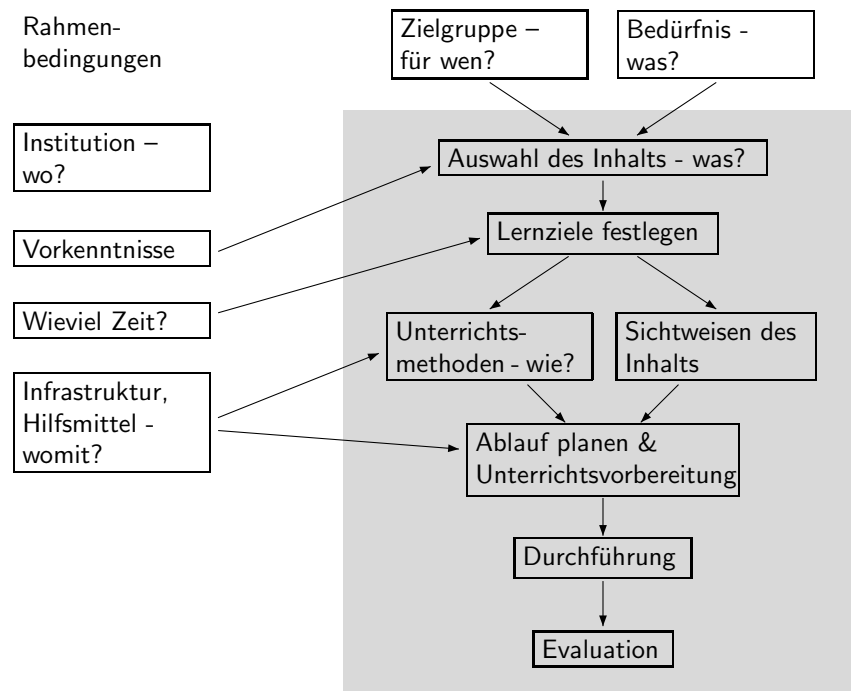 Rahmen-
bedingungen
Zielgruppe –
für wen?
Bedürfnis -
was?
Institution –
wo?
Auswahl des Inhalts - was?
Vorkenntnisse
Lernziele festlegen
Wieviel Zeit?
Unterrichts-
methoden - wie?
Sichtweisen des
Inhalts
Infrastruktur,
Hilfsmittel -
womit?
Ablauf planen &
Unterrichtsvorbereitung
Durchführung
Evaluation